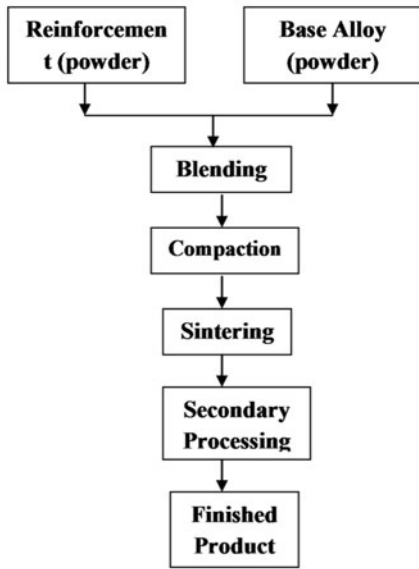 Reinforcemen
t (powder)
Base Alloy
(powder)
Blending
Compaction
Sintering
Secondary
Processing
Finished
Product